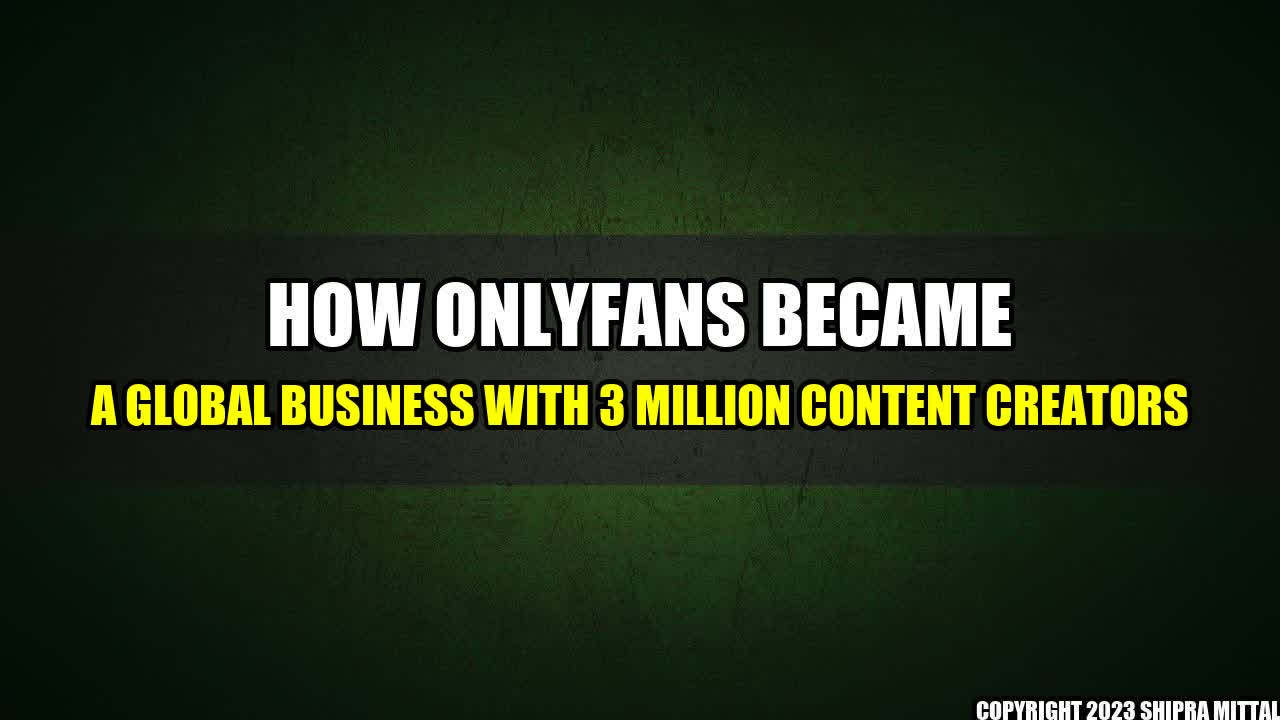 HOW ONLYFANS BECAME
A GLOBAL BUSINESS WITH 3 MILLION CONTENT CREATORS
COPYRIGHT 2023 SHIPRA MITTAL